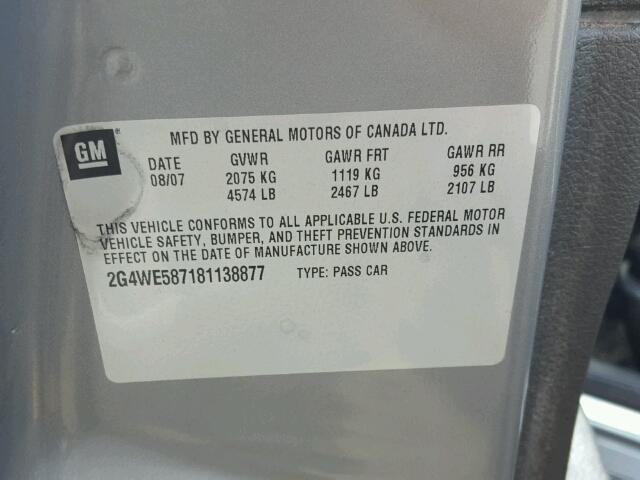 GM
MFD BY GENERAL MOTORS OF CANADA LTD.
DATE GVWR GAWR FRT GAWR RR
08/07 2075 KG 1119 KG 956 KG
4574 LB 2467 LB 2107 LB
THIS VEHICLE CONFORMS TO ALL APPLICABLE U.S. FEDERAL MOTOR
VEHICLE SAFETY, BUMPER, AND THEFT PREVENTION STANDARDS IN
EFFECT ON THE DATE OF MANUFACTURE SHOWN ABOVE.
2G4WE587181138877 TYPE: PASS CAR